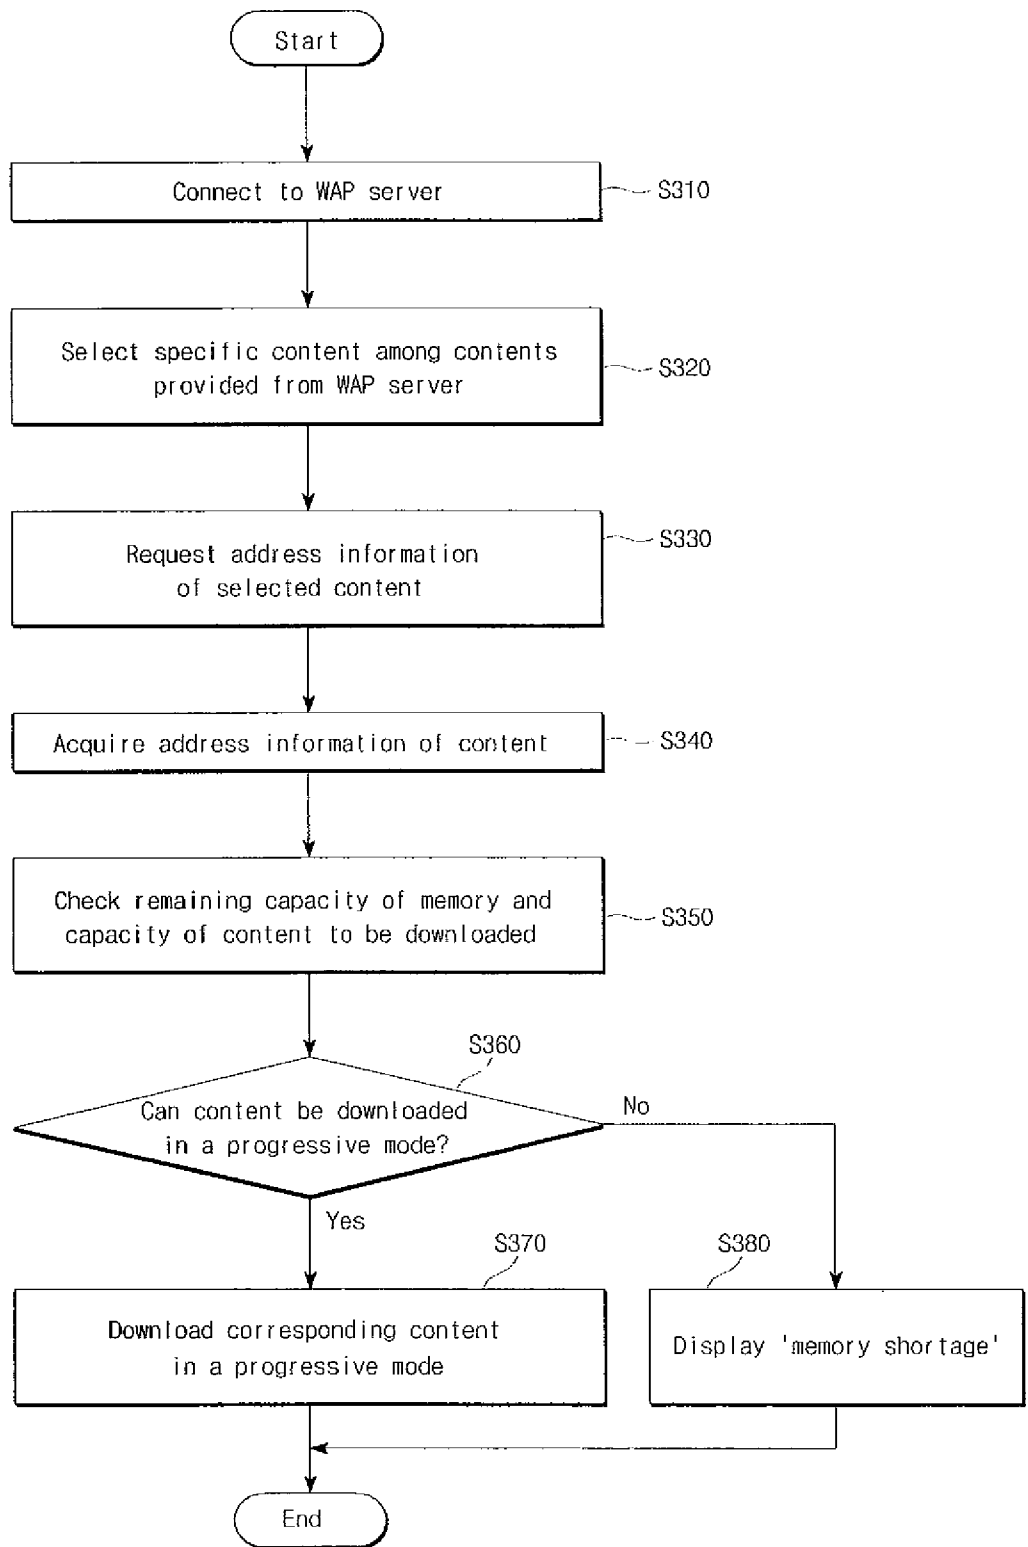 Start
Connect to WAP server
S310
Select specific content among contents
provided from WAP server
S320
Request address information
of selected content
S330
Acquire address information of content
S340
Check remaining capacity of memory and
capacity of content to be downloaded
S350
S360
Can content be downloaded
in a progressive mode?
No
Yes
S370
Download corresponding content
in a progressive mode
S380
Display 'memory shortage'
End